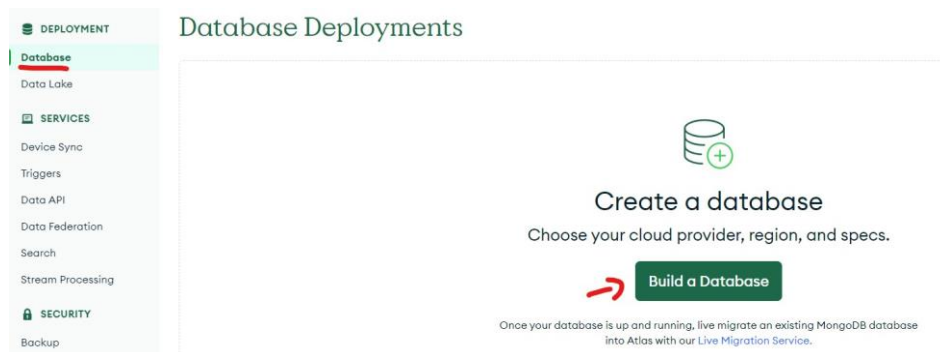 DEPLOYMENT
Database
Data Lake
SERVICES
Device Sync
Triggers
Data API
Data Federation
Search
Stream Processing
SECURITY
Backup
Database Deployments
Create a database
Choose your cloud provider, region, and specs.
Build a Database
Once your database is up and running, live migrate an existing MongoDB database
into Atlas with our Live Migration Service.